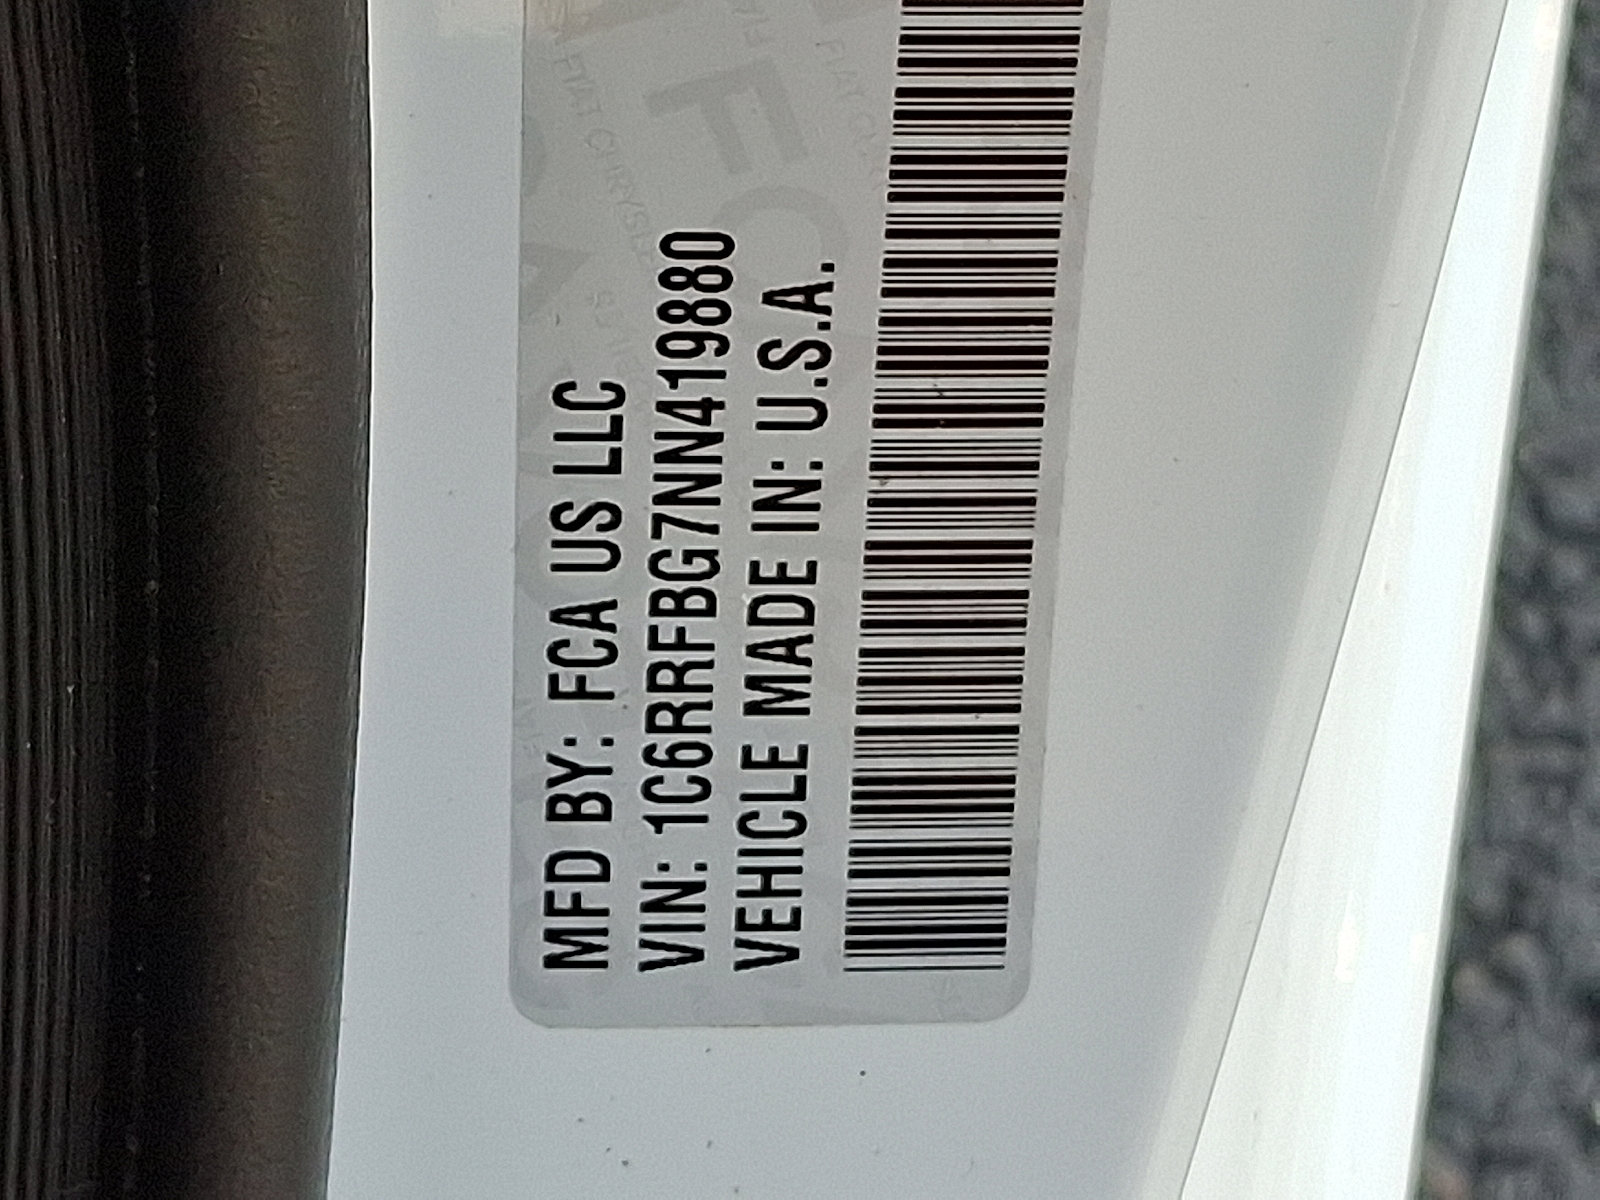 MFD BY: FCA US LLC
VIN: 1C6RRFBG7NN419880
VEHICLE MADE IN: U.S.A.